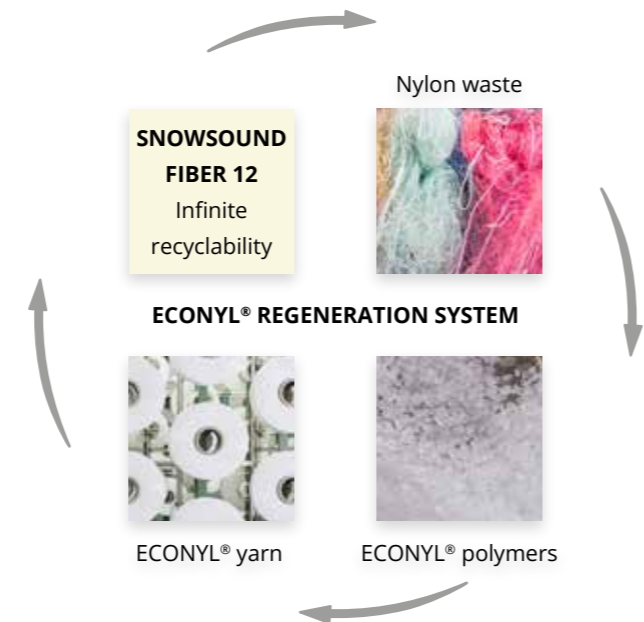 Nylon waste
SNOWSOUND
FIBER 12
Infinite
recyclability
ECONYL® REGENERATION SYSTEM
ECONYL® yarn
ECONYL® polymers